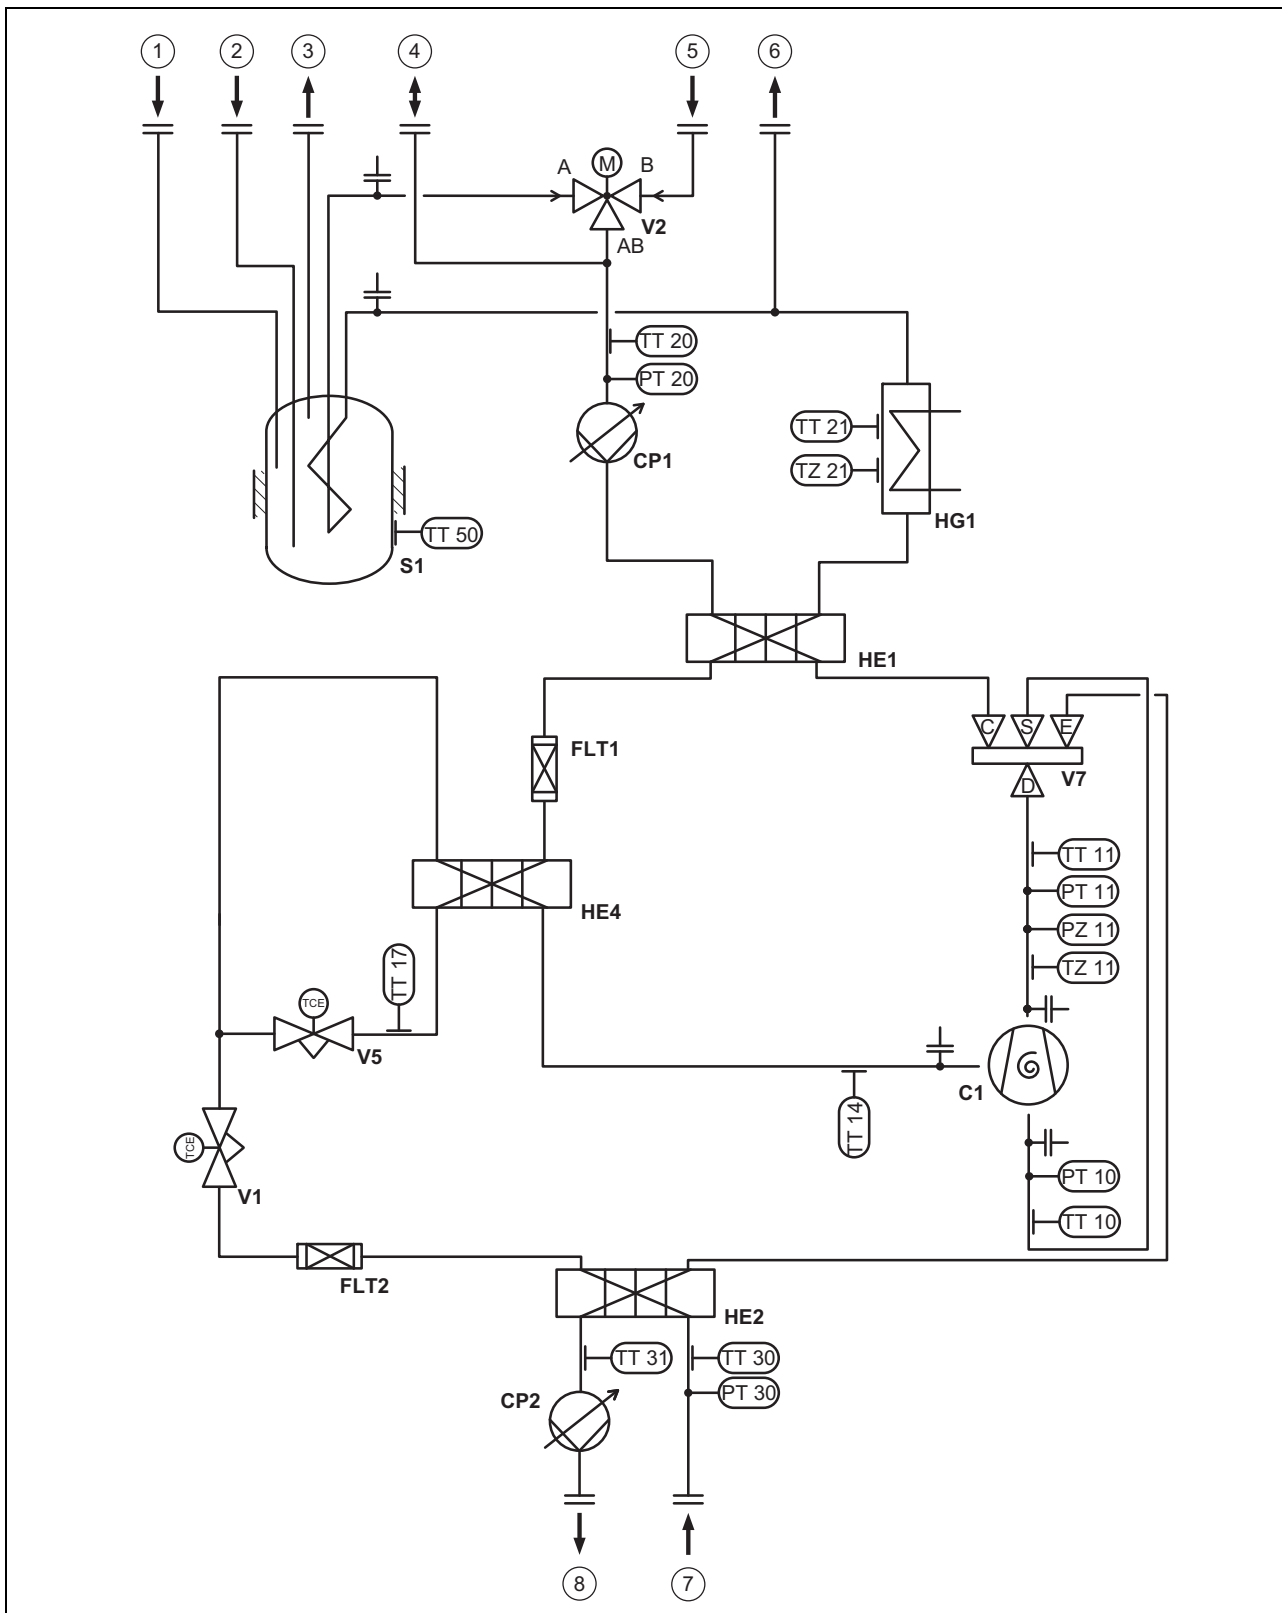 1 2 3 4 5 6
A M B
V2
AB
TT 20
PT 20
CP1
TT 21
TZ 21
HG1
TT 50
S1
HE1
C S E
V7
D
FLT1
TT 11
PT 11
PZ 11
TZ 11
HE4
TT 17
TCE
V5
C1
TT 14
TCE
V1
PT 10
TT 10
FLT2
HE2
TT 31
TT 30
PT 30
CP2
8 7